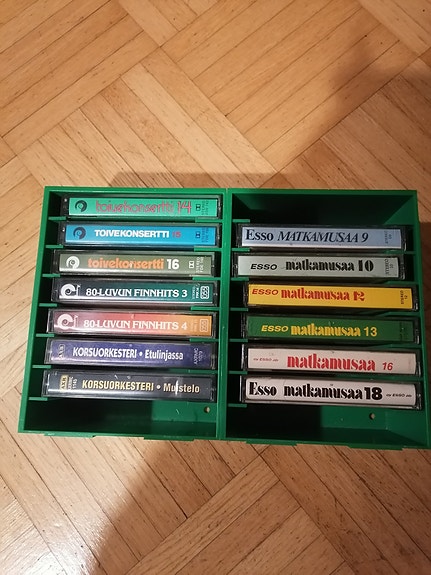 toivekonsertti 14
TOIVEKONSERTTI
toivekonsertti 16
80-LUVUN FINNHITS 3
80-LUVUN FINNHITS 4
KORSUORKESTERI • Etulinjassa
KORSUORKESTERI • Muistelo
Esso MATKAMUSAA 9
ESSO matkamusaa 10
ESSO matkamusaa 12
ESSO matkamusaa 13
matkamusaa 16
Esso matkamusaa 18